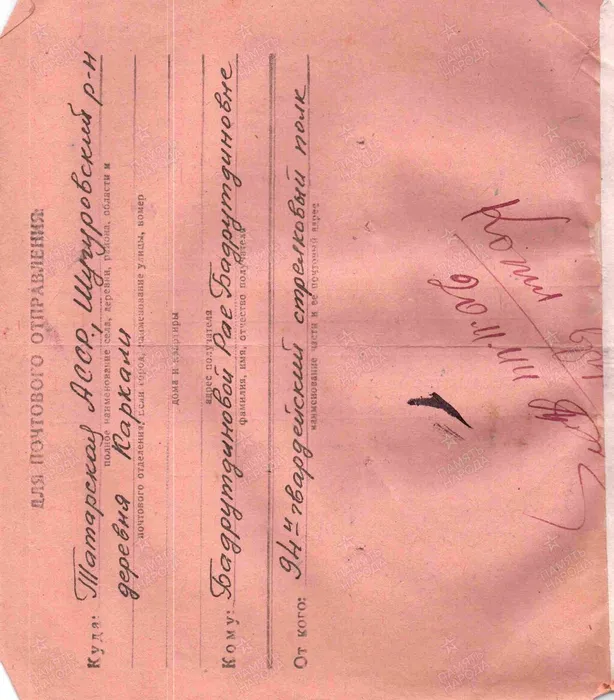 ДЛЯ ПОЧТОВОГО ОТПРАВЛЕНИЯ
Куда: Татарская АССР, Шугуровский р-н
полное наименование села, деревни, района, области и
деревня Каркали
почтового отделения, если город, наименование улицы, номер
дома и квартиры
адрес получателя
Кому: Бадрутдиновой Рае Бадрутдиновне
фамилия, имя, отчество получателя
От кого: 94й гвардейский стрелковый полк
наименование части и её почтовый адрес